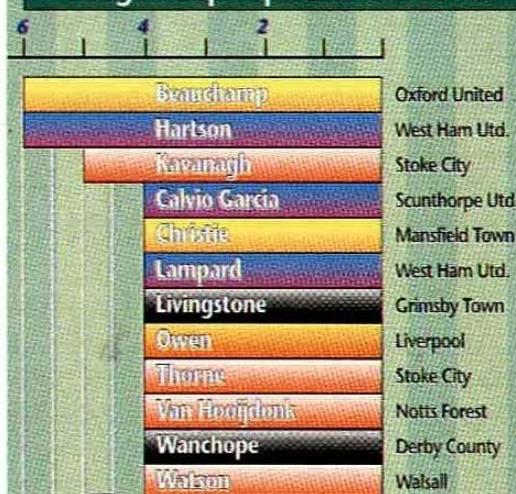 6 4 2
Beauchamp Oxford United
Hartson West Ham Utd.
Kavanagh Stoke City
Calvio Garcia Scunthorpe Utd
Christie Mansfield Town
Lampard West Ham Utd.
Livingstone Grimsby Town
Owen Liverpool
Thorne Stoke City
Van Hooijdonk Notts Forest
Wanchope Derby County
Watson Walsall